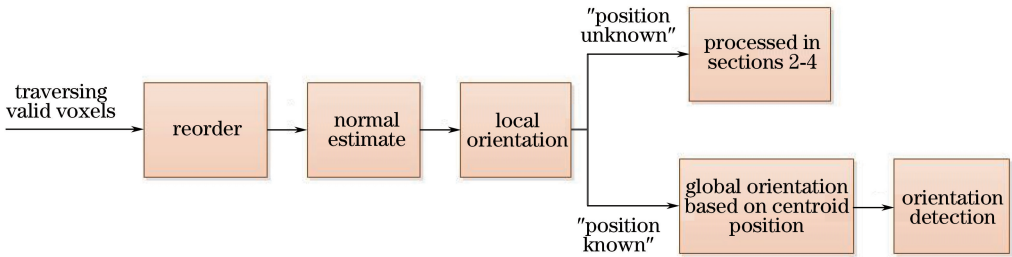 traversing
valid voxels
reorder
normal
estimate
local
orientation
"position
unknown"
processed in
sections 2-4
"position
known"
global orientation
based on centroid
position
orientation
detection